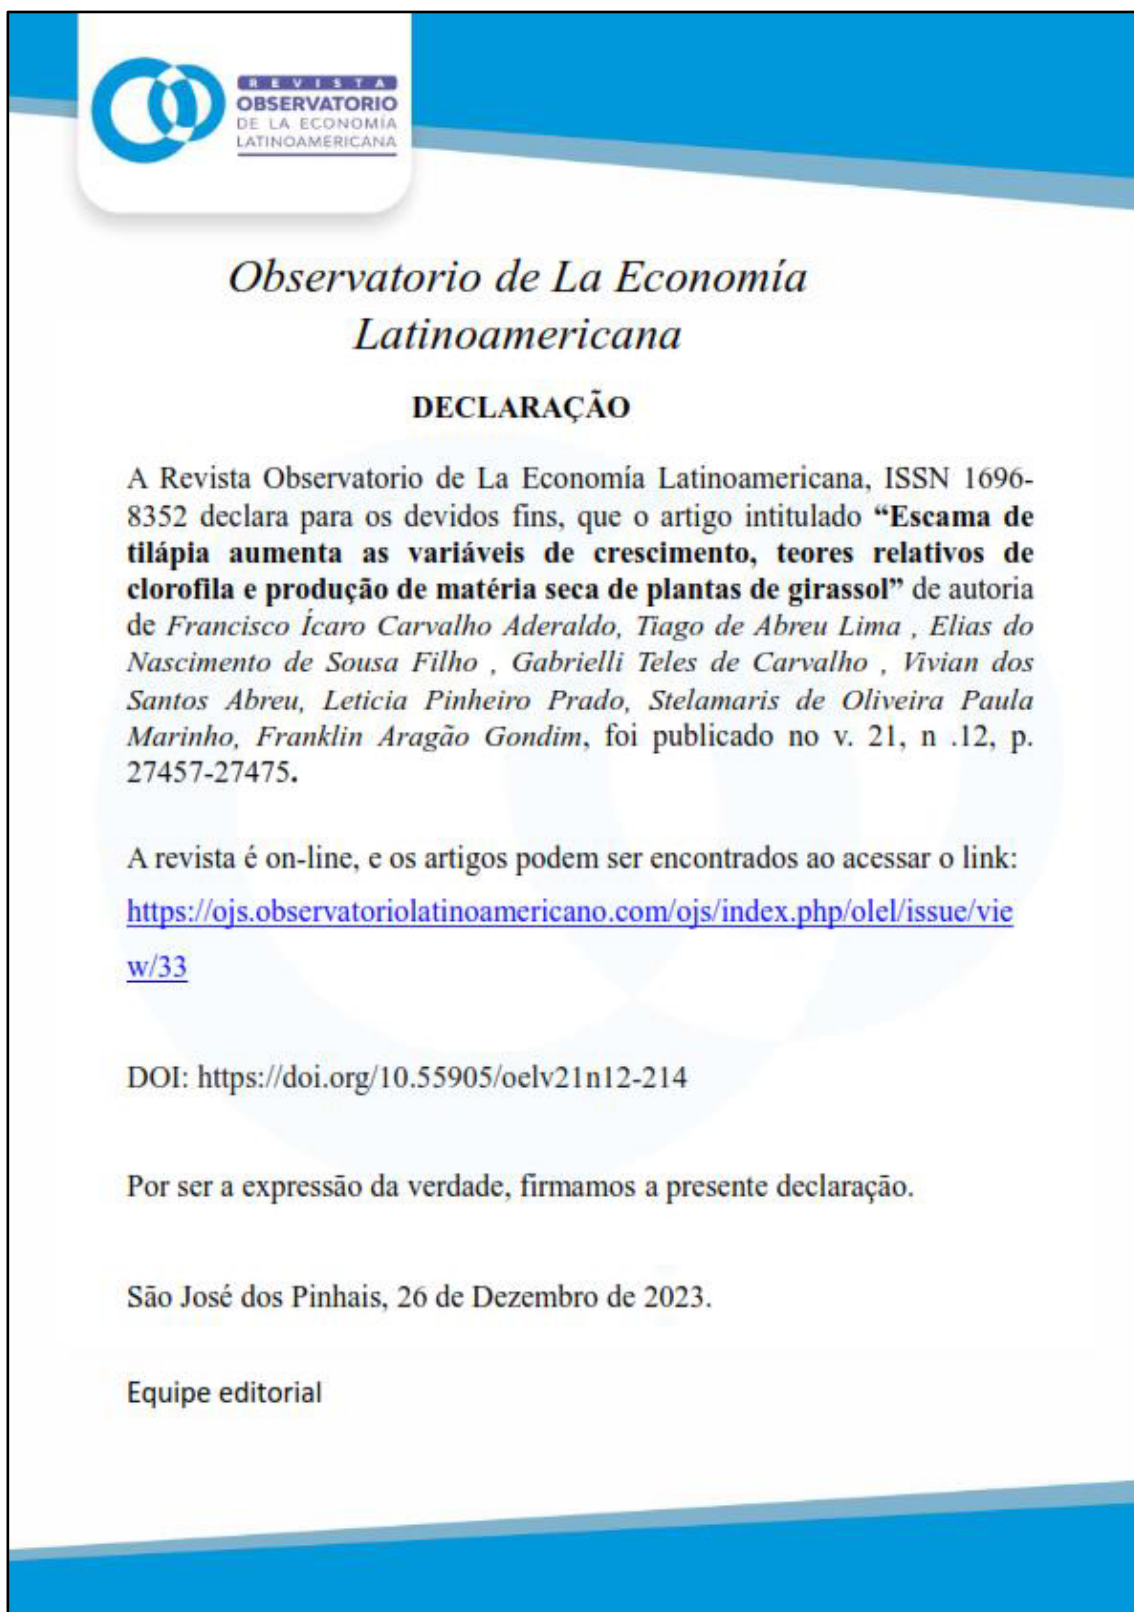 REVISTA
OBSERVATORIO
DE LA ECONOMÍA
LATINOAMERICANA
Observatorio de La Economía
Latinoamericana
DECLARAÇÃO
A Revista Observatorio de La Economía Latinoamericana, ISSN 1696-
8352 declara para os devidos fins, que o artigo intitulado “Escama de
tilápia aumenta as variáveis de crescimento, teores relativos de
clorofila e produção de matéria seca de plantas de girassol” de autoria
de Francisco Ícaro Carvalho Aderaldo, Tiago de Abreu Lima , Elias do
Nascimento de Sousa Filho , Gabrielli Teles de Carvalho , Vivian dos
Santos Abreu, Leticia Pinheiro Prado, Stelamaris de Oliveira Paula
Marinho, Franklin Aragão Gondim, foi publicado no v. 21, n .12, p.
27457-27475.
A revista é on-line, e os artigos podem ser encontrados ao acessar o link:
https://ojs.observatoriolatinoamericano.com/ojs/index.php/olel/issue/vie
w/33
DOI: https://doi.org/10.55905/oelv21n12-214
Por ser a expressão da verdade, firmamos a presente declaração.
São José dos Pinhais, 26 de Dezembro de 2023.
Equipe editorial